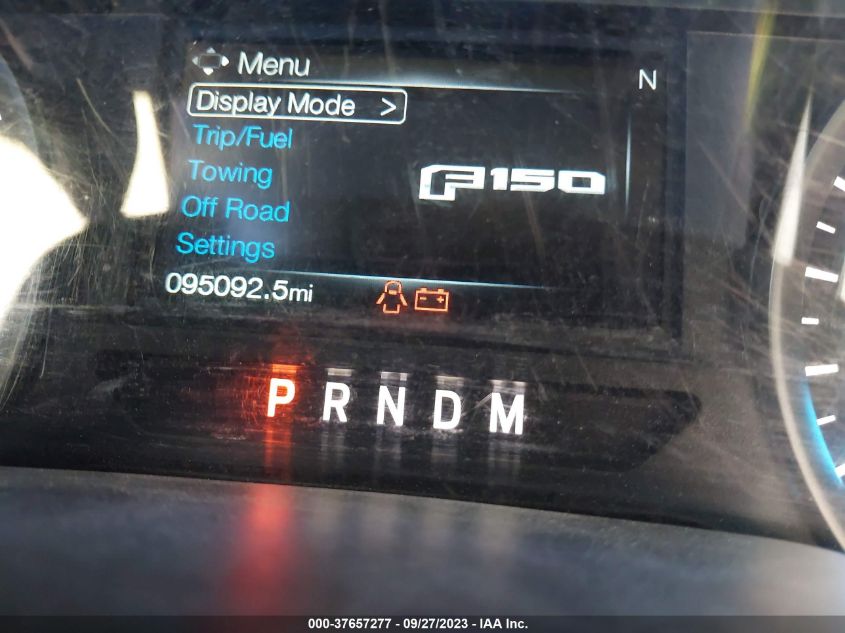 Menu
N
Display Mode >
Trip/Fuel
Towing
F150
Off Road
Settings
095092.5mi
P R N D M
000-37657277 - 09/27/2023 - IAA Inc.